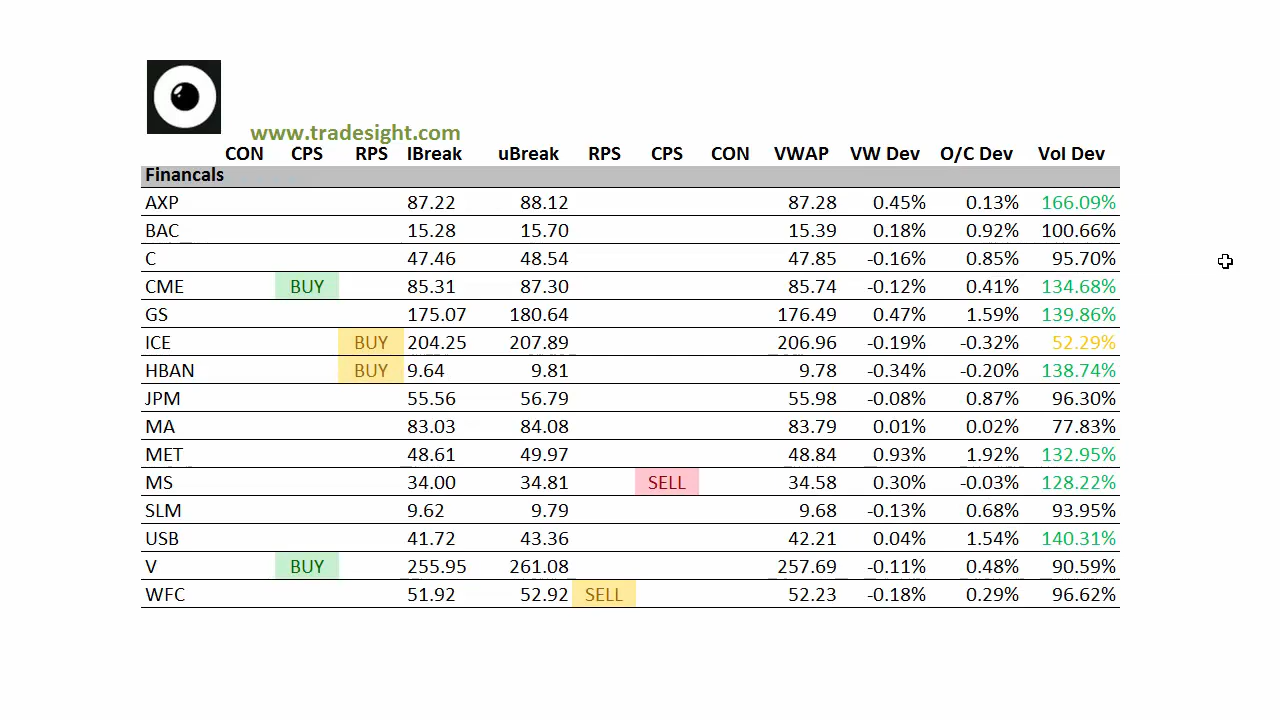 www.tradesight.com
CON CPS RPS lBreak uBreak RPS CPS CON VWAP VW Dev O/C Dev Vol Dev
Financals
AXP 87.22 88.12 87.28 0.45% 0.13% 166.09%
BAC 15.28 15.70 15.39 0.18% 0.92% 100.66%
C 47.46 48.54 47.85 -0.16% 0.85% 95.70%
CME BUY 85.31 87.30 85.74 -0.12% 0.41% 134.68%
GS 175.07 180.64 176.49 0.47% 1.59% 139.86%
ICE BUY 204.25 207.89 206.96 -0.19% -0.32% 52.29%
HBAN BUY 9.64 9.81 9.78 -0.34% -0.20% 138.74%
JPM 55.56 56.79 55.98 -0.08% 0.87% 96.30%
MA 83.03 84.08 83.79 0.01% 0.02% 77.83%
MET 48.61 49.97 48.84 0.93% 1.92% 132.95%
MS 34.00 34.81 SELL 34.58 0.30% -0.03% 128.22%
SLM 9.62 9.79 9.68 -0.13% 0.68% 93.95%
USB 41.72 43.36 42.21 0.04% 1.54% 140.31%
V BUY 255.95 261.08 257.69 -0.11% 0.48% 90.59%
WFC 51.92 52.92 SELL 52.23 -0.18% 0.29% 96.62%